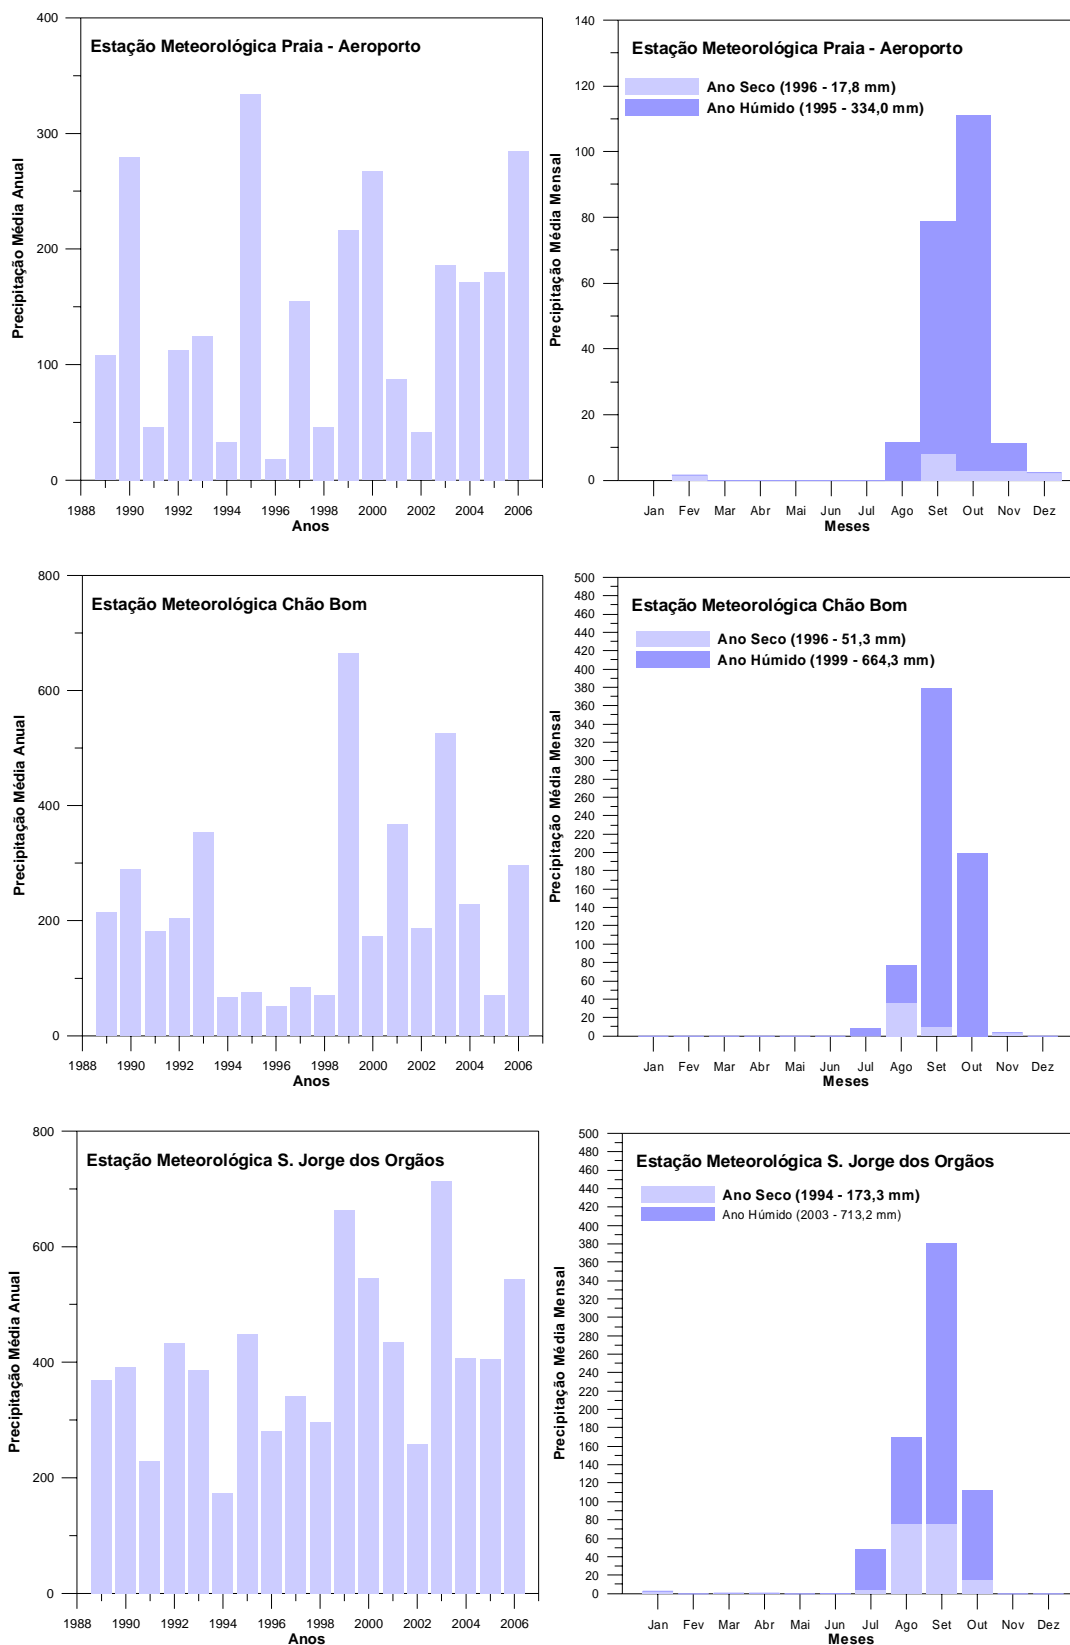 Estação Meteorológica Praia - Aeroporto
Precipitação Média Anual
400
300
200
100
0
1988 1990 1992 1994 1996 1998 2000 2002 2004 2006
Anos
Estação Meteorológica Praia - Aeroporto
Ano Seco (1996 - 17,8 mm)
Ano Húmido (1995 - 334,0 mm)
Precipitação Média Mensal
140
120
100
80
60
40
20
0
Jan Fev Mar Abr Mai Jun Jul Ago Set Out Nov Dez
Meses
Estação Meteorológica Chão Bom
Precipitação Média Anual
800
600
400
200
0
1988 1990 1992 1994 1996 1998 2000 2002 2004 2006
Anos
Estação Meteorológica Chão Bom
Ano Seco (1996 - 51,3 mm)
Ano Húmido (1999 - 664,3 mm)
Precipitação Média Mensal
500
490
480
470
460
450
440
430
420
410
400
380
360
340
320
300
280
260
240
220
200
180
160
140
120
100
80
60
40
20
0
Jan Fev Mar Abr Mai Jun Jul Ago Set Out Nov Dez
Meses
Estação Meteorológica S. Jorge dos Orgãos
Precipitação Média Anual
800
600
400
200
0
1988 1990 1992 1994 1996 1998 2000 2002 2004 2006
Anos
Estação Meteorológica S. Jorge dos Orgãos
Ano Seco (1994 - 173,3 mm)
Ano Húmido (2003 - 713,2 mm)
Precipitação Média Mensal
500
490
480
470
460
450
440
430
420
410
400
380
360
340
320
300
280
260
240
220
200
180
160
140
120
100
80
60
40
20
0
Jan Fev Mar Abr Mai Jun Jul Ago Set Out Nov Dez
Meses